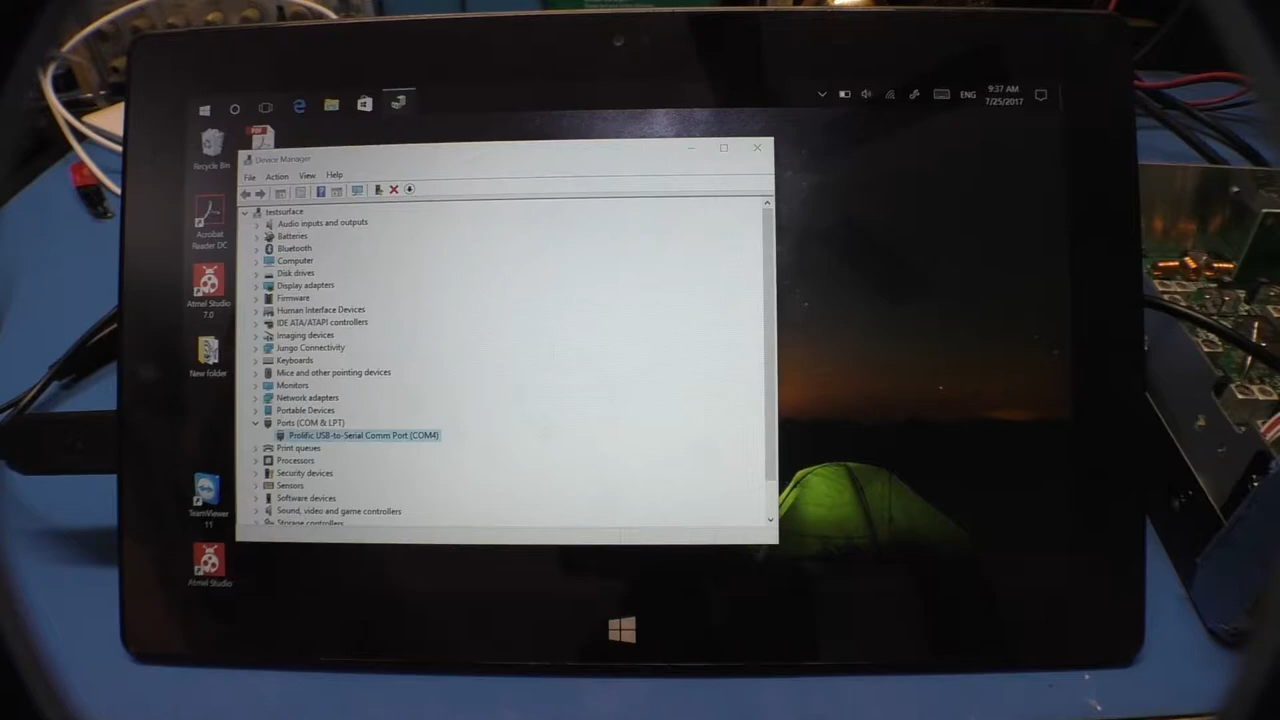 ENG
9:37 AM
7/25/2017
Recycle Bin
PDF
Acrobat
Reader DC
Atmel Studio
7.0
New folder
TeamViewer
11
Atmel Studio
Device Manager
File Action View Help
testsurface
Audio inputs and outputs
Batteries
Bluetooth
Computer
Disk drives
Display adapters
Firmware
Human Interface Devices
IDE ATA/ATAPI controllers
Imaging devices
Jungo Connectivity
Keyboards
Mice and other pointing devices
Monitors
Network adapters
Portable Devices
Ports (COM & LPT)
Prolific USB-to-Serial Comm Port (COM4)
Print queues
Processors
Security devices
Sensors
Software devices
Sound, video and game controllers
Storage controllers